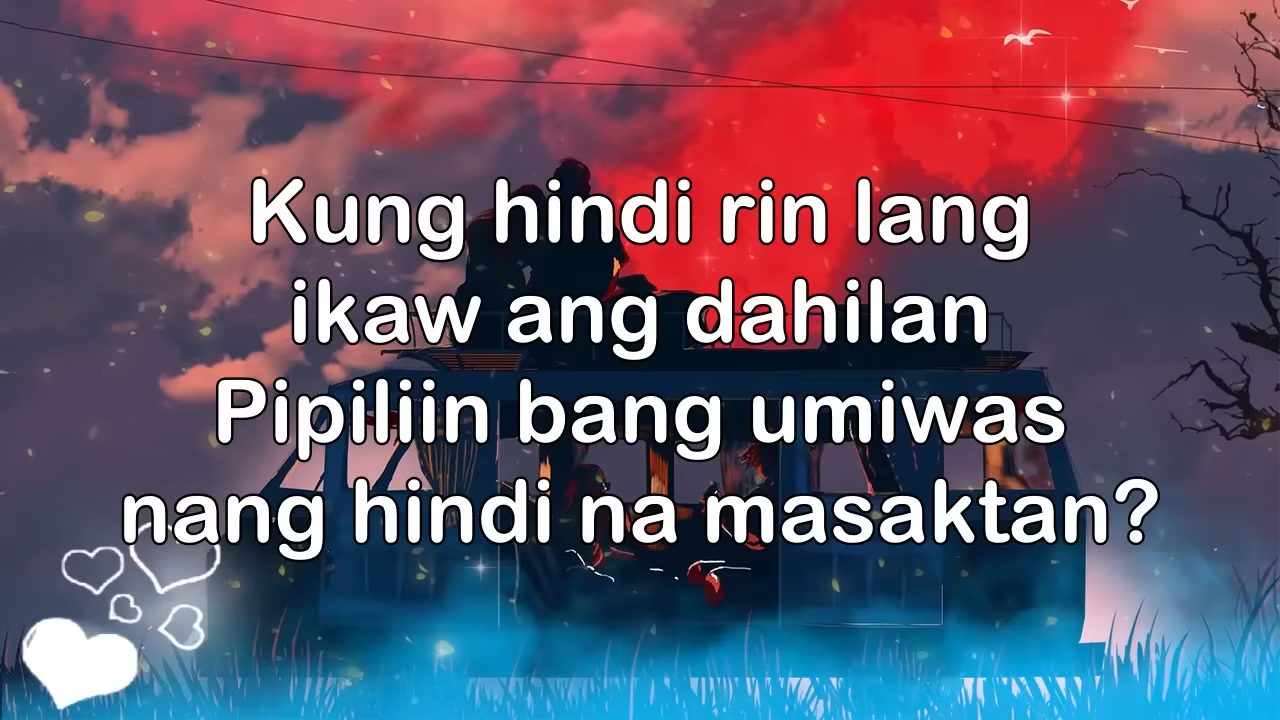 Kung hindi rin lang
ikaw ang dahilan
Pipiliin bang umiwas
nang hindi na masaktan?